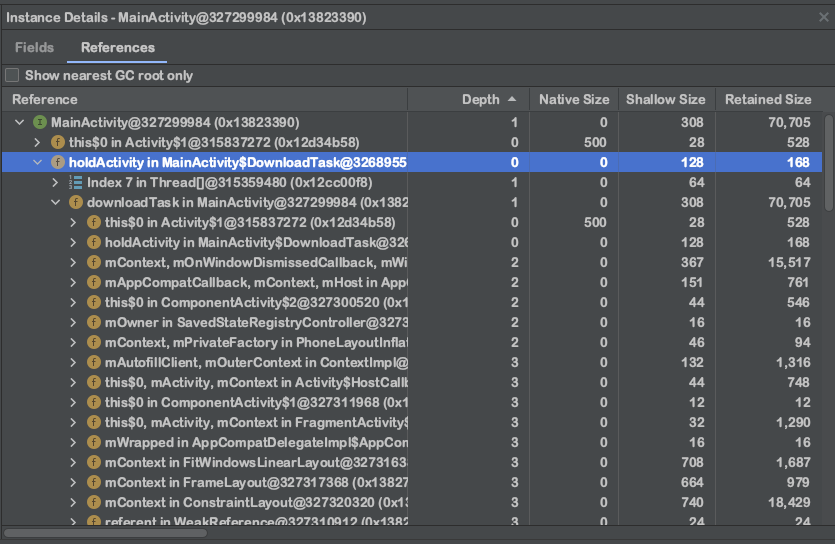 Instance Details - MainActivity@327299984 (0x13823390)
Fields References
Show nearest GC root only
Reference Depth Native Size Shallow Size Retained Size
MainActivity@327299984 (0x13823390) 1 0 308 70,705
this$0 in Activity$1@315837272 (0x12d34b58) 0 500 28 528
holdActivity in MainActivity$DownloadTask@3268955 0 0 128 168
Index 7 in Thread[]@315359480 (0x12cc00f8) 1 0 64 64
downloadTask in MainActivity@327299984 (0x1382 1 0 308 70,705
this$0 in Activity$1@315837272 (0x12d34b58) 0 500 28 528
holdActivity in MainActivity$DownloadTask@326 0 0 128 168
mContext, mOnWindowDismissedCallback, mWi 2 0 367 15,517
mAppCompatCallback, mContext, mHost in App 2 0 151 761
this$0 in ComponentActivity$2@327300520 (0x1 2 0 44 546
mOwner in SavedStateRegistryController@3273 2 0 16 16
mContext, mPrivateFactory in PhoneLayoutInflat 2 0 46 94
mAutofillClient, mOuterContext in ContextImpl@ 3 0 132 1,316
this$0, mActivity, mContext in Activity$HostCallb 3 0 44 748
this$0 in ComponentActivity$1@327311968 (0x1 3 0 12 12
this$0, mActivity, mContext in FragmentActivity$ 3 0 32 1,290
mWrapped in AppCompatDelegateImpl$AppCon 3 0 16 16
mContext in FitWindowsLinearLayout@3273163 3 0 708 1,687
mContext in FrameLayout@327317368 (0x13827 3 0 664 979
mContext in ConstraintLayout@327320320 (0x13 3 0 740 18,429
referent in WeakReference@327310912 (0x1382 3 0 24 24